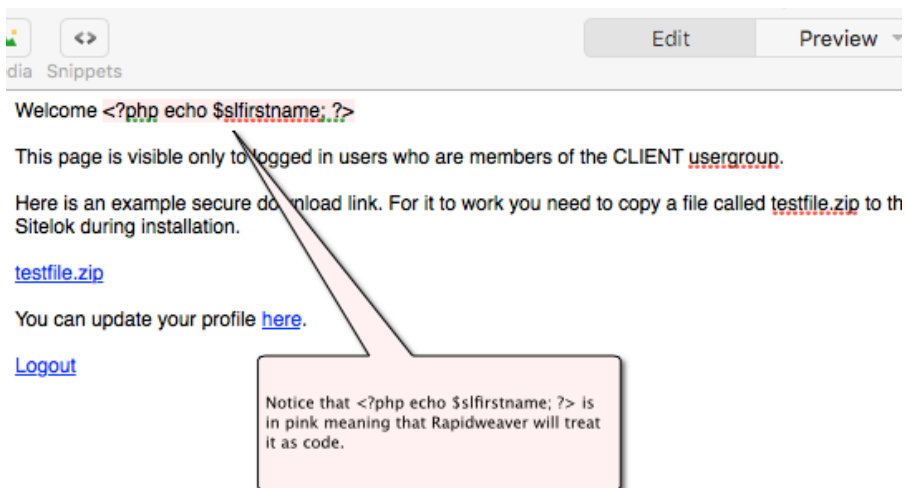 Edit Preview
dia Snippets
Welcome <?php echo $slfirstname; ?>
This page is visible only to logged in users who are members of the CLIENT usergroup.
Here is an example secure download link. For it to work you need to copy a file called testfile.zip to th
Sitelok during installation.
testfile.zip
You can update your profile here.
Logout
Notice that <?php echo $slfirstname; ?> is
in pink meaning that Rapidweaver will treat
it as code.